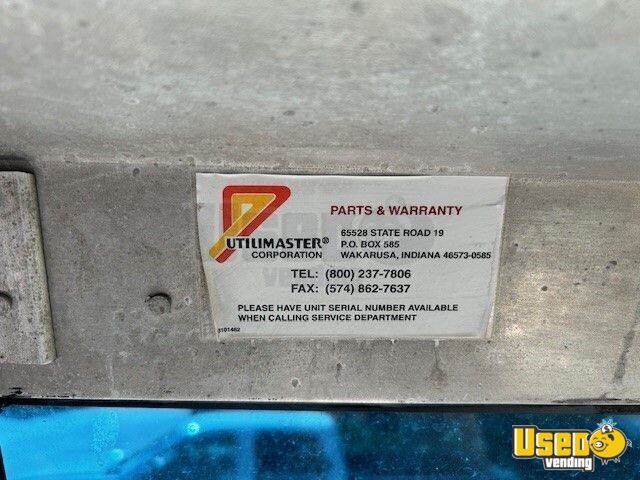 PARTS & WARRANTY
UTILIMASTER®
CORPORATION
65528 STATE ROAD 19
P.O. BOX 585
WAKARUSA, INDIANA 46573-0585
TEL: (800) 237-7806
FAX: (574) 862-7637
PLEASE HAVE UNIT SERIAL NUMBER AVAILABLE
WHEN CALLING SERVICE DEPARTMENT
3101482
Used
vending